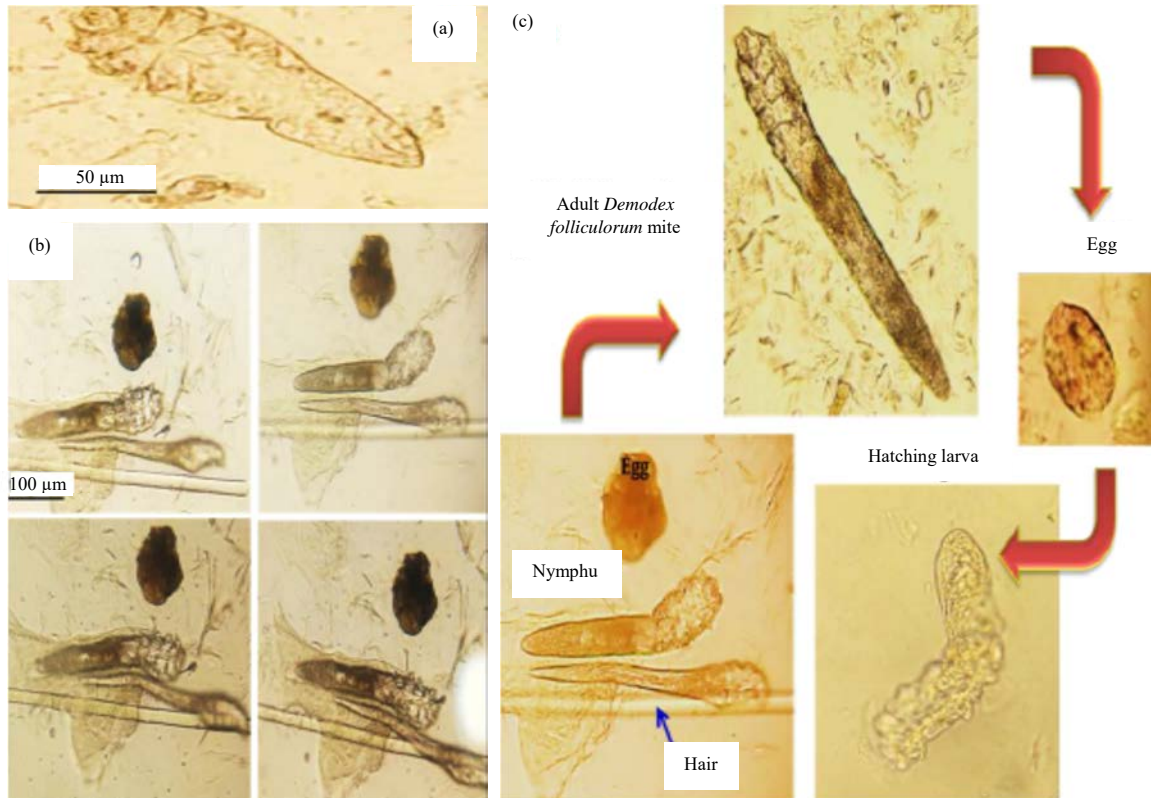 (a)
50 µm
(b)
100 µm
(c)
Adult Demodex
folliculorum mite
Egg
Hatching larva
Egg
Nymphu
Hair